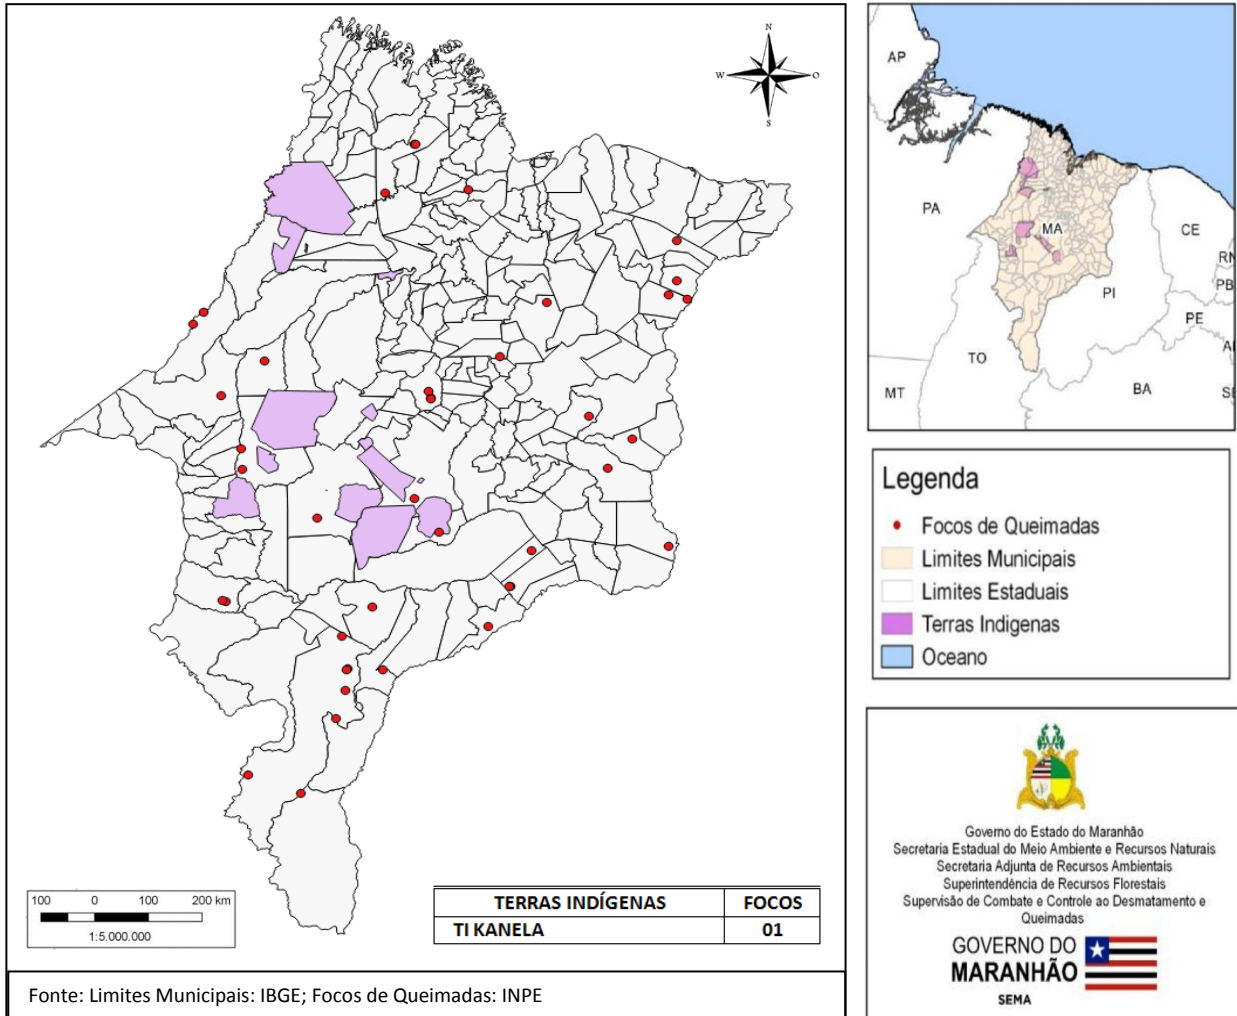 N
W
O
S
100 0 100 200 km
1:5.000.000
TERRAS INDÍGENAS FOCOS
TI KANELA 01
Fonte: Limites Municipais: IBGE; Focos de Queimadas: INPE
AP
PA
MA
CE
RN
PB
PI
PE
TO
AL
MT
BA
SE
Legenda
Focos de Queimadas
Limites Municipais
Limites Estaduais
Terras Indigenas
Oceano
Governo do Estado do Maranhão
Secretaria Estadual do Meio Ambiente e Recursos Naturais
Secretaria Adjunta de Recursos Ambientais
Superintendência de Recursos Florestais
Supervisão de Combate e Controle ao Desmatamento e
Queimadas
GOVERNO DO
MARANHÃO
SEMA